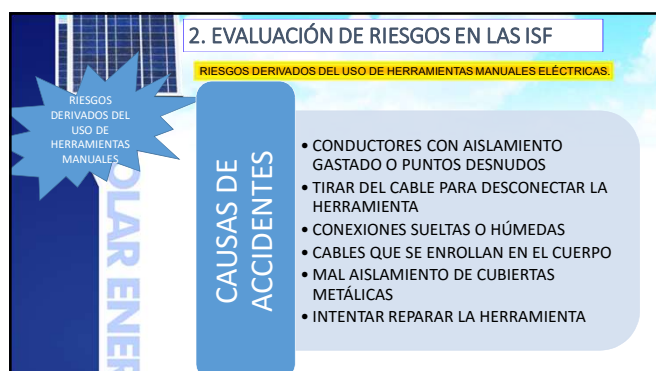 2. EVALUACIÓN DE RIESGOS EN LAS ISF
RIESGOS DERIVADOS DEL USO DE HERRAMIENTAS MANUALES ELÉCTRICAS.
RIESGOS
DERIVADOS DEL
USO DE
HERRAMIENTAS
MANUALES
OLAR ENER
CAUSAS DE
ACCIDENTES
• CONDUCTORES CON AISLAMIENTO
GASTADO O PUNTOS DESNUDOS
• TIRAR DEL CABLE PARA DESCONECTAR LA
HERRAMIENTA
• CONEXIONES SUELTAS O HÚMEDAS
• CABLES QUE SE ENROLLAN EN EL CUERPO
• MAL AISLAMIENTO DE CUBIERTAS
METÁLICAS
• INTENTAR REPARAR LA HERRAMIENTA